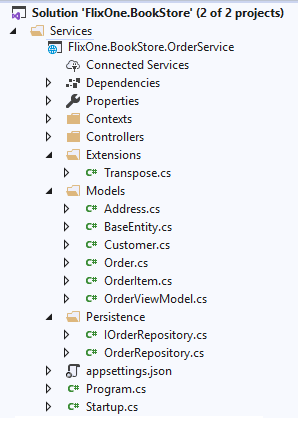 Solution 'FlixOne.BookStore' (2 of 2 projects)
Services
FlixOne.BookStore.OrderService
Connected Services
Dependencies
Properties
Contexts
Controllers
Extensions
C# Transpose.cs
Models
C# Address.cs
C# BaseEntity.cs
C# Customer.cs
C# Order.cs
C# OrderItem.cs
C# OrderViewModel.cs
Persistence
C# IOrderRepository.cs
C# OrderRepository.cs
appsettings.json
C# Program.cs
C# Startup.cs